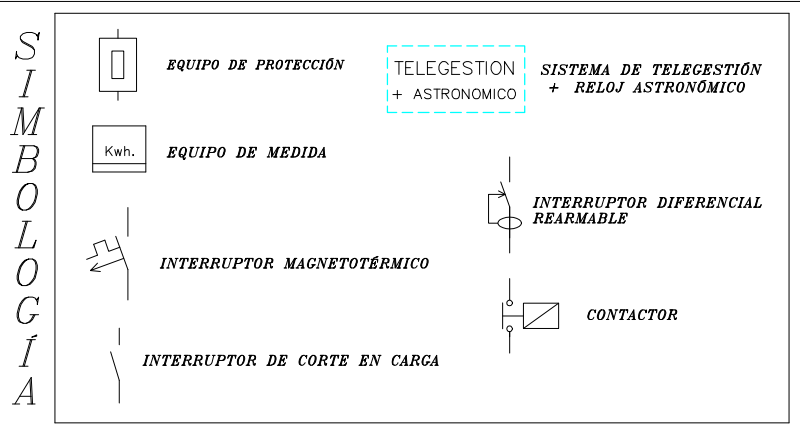 SIMBOLOGÍA
EQUIPO DE PROTECCIÓN
TELEGESTION
+ ASTRONOMICO
SISTEMA DE TELEGESTIÓN
+ RELOJ ASTRONÓMICO
Kwh.
EQUIPO DE MEDIDA
INTERRUPTOR DIFERENCIAL
REARMABLE
INTERRUPTOR MAGNETOTÉRMICO
CONTACTOR
INTERRUPTOR DE CORTE EN CARGA